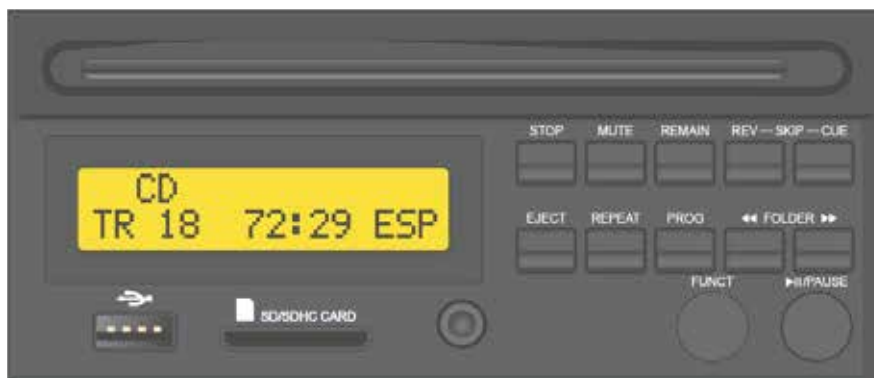 STOP MUTE REMAIN REV—SKIP—CUE
CD
TR 18 72:29 ESP
EJECT REPEAT PROG ◄◄ FOLDER ►►
FUNCT ►II/PAUSE
SD/SDHC CARD